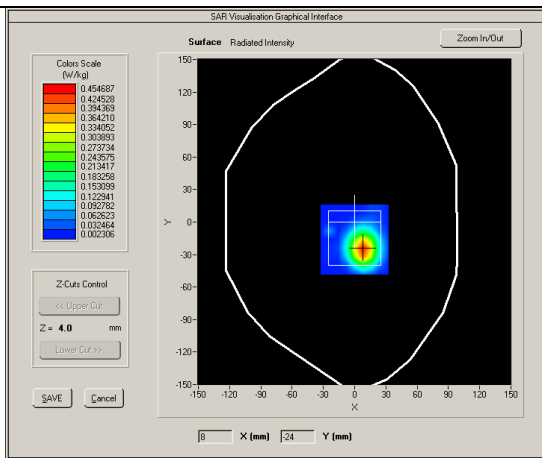 SAR Visualisation Graphical Interface
Surface Radiated Intensity
Zoom In/Out
Colors Scale
(W/kg)
0.454687
0.424528
0.394369
0.364210
0.334052
0.303893
0.273734
0.243575
0.213417
0.183258
0.153099
0.122941
0.092782
0.062623
0.032464
0.002306
Z-Cuts Control
<< Upper Cut
Z = 4.0 mm
Lower Cut >>
SAVE
Cancel
150
120
90
60
30
0
-30
-60
-90
-120
-150
Y
-150 -120 -90 -60 -30 0 30 60 90 120 150
X
8 X (mm) -24 Y (mm)